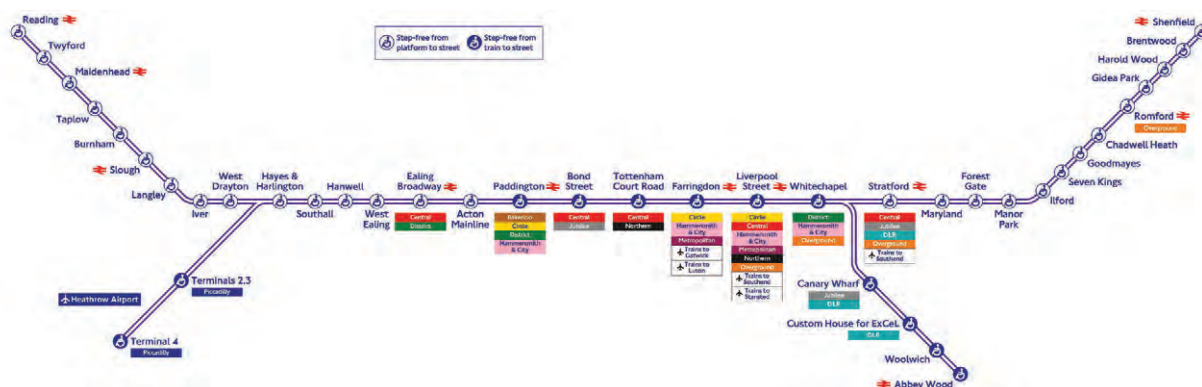 Reading
Twyford
Maidenhead
Taplow
Burnham
Slough
Langley
Iver
West
Drayton
Hayes &
Harlington
Southall
Hanwell
West
Ealing
Ealing
Broadway
Central
District
Acton
Mainline
Paddington
Bakerloo
Circle
District
Hammersmith
& City
Bond
Street
Central
Jubilee
Tottenham
Court Road
Central
Northern
Farringdon
Circle
Hammersmith
& City
Metropolitan
Trains to
Gatwick
Trains to
Luton
Liverpool
Street
Circle
Central
Hammersmith
& City
Metropolitan
Northern
Overground
Trains to
Southend
Trains to
Stansted
Whitechapel
District
Hammersmith
& City
Overground
Stratford
Central
Jubilee
DLR
Overground
Trains to
Southend
Maryland
Forest
Gate
Manor
Park
Ilford
Seven Kings
Goodmayes
Chadwell Heath
Romford
Overground
Gidea Park
Harold Wood
Brentwood
Shenfield
Step-free from
platform to street
Step-free from
train to street
Heathrow Airport
Terminals 2,3
Piccadilly
Terminal 4
Piccadilly
Canary Wharf
Jubilee
DLR
Custom House for ExCeL
DLR
Woolwich
Abbey Wood